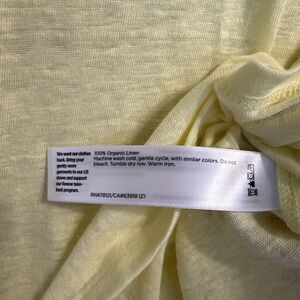 We want our clothes
back. Bring your
gently worn
garments to our US
stores and support
our Renew take-
back program.
100% Organic Linen
Machine wash cold, gentle cycle, with similar colors. Do not
bleach. Tumble dry low. Warm iron.
RN#78121/CA#63918 IZ1